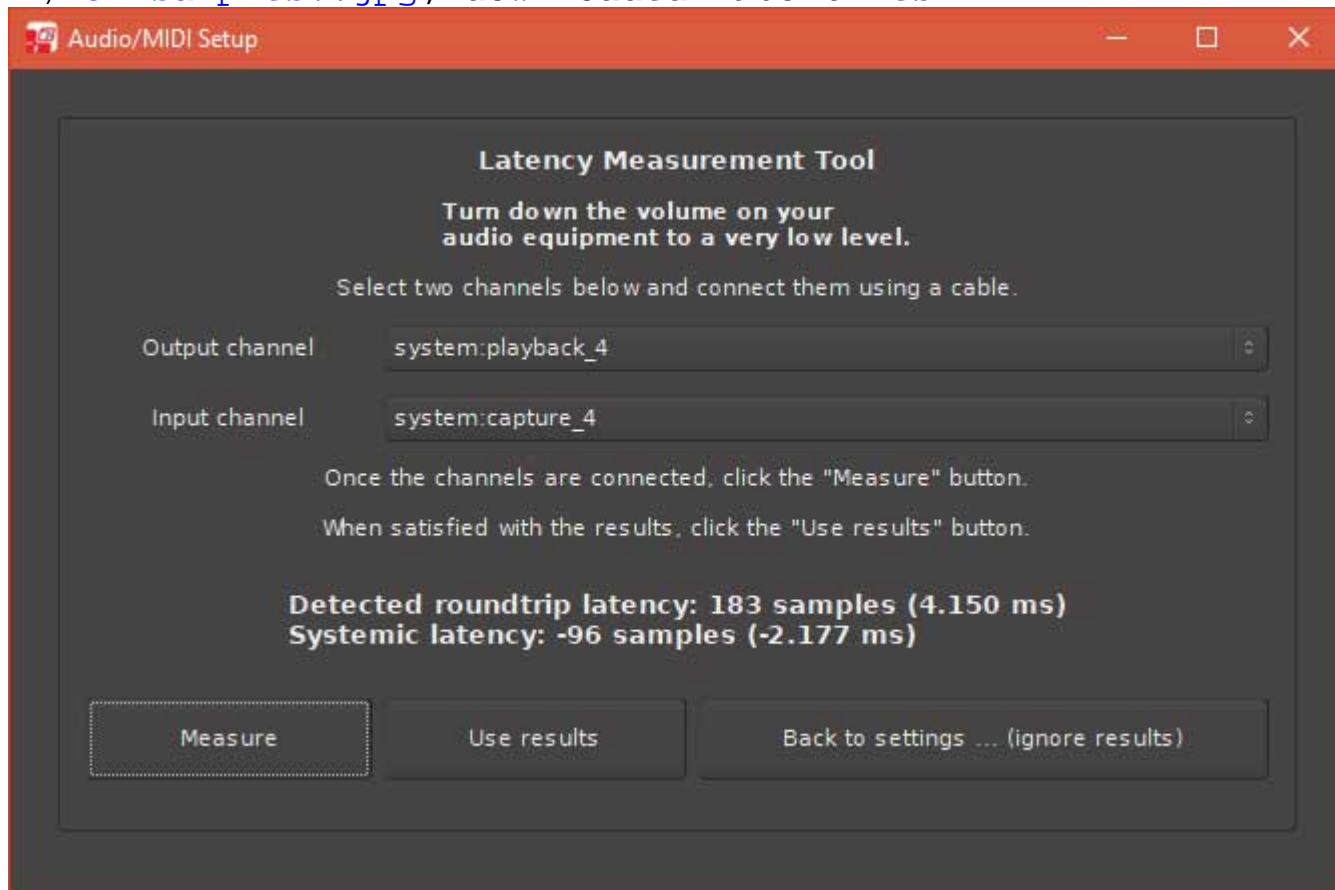 Audio/MIDI Setup
Latency Measurement Tool
Turn down the volume on your
audio equipment to a very low level.
Select two channels below and connect them using a cable.
Output channel system:playback_4
Input channel system:capture_4
Once the channels are connected, click the "Measure" button.
When satisfied with the results, click the "Use results" button.
Detected roundtrip latency: 183 samples (4.150 ms)
Systemic latency: -96 samples (-2.177 ms)
Measure Use results Back to settings ... (ignore results)